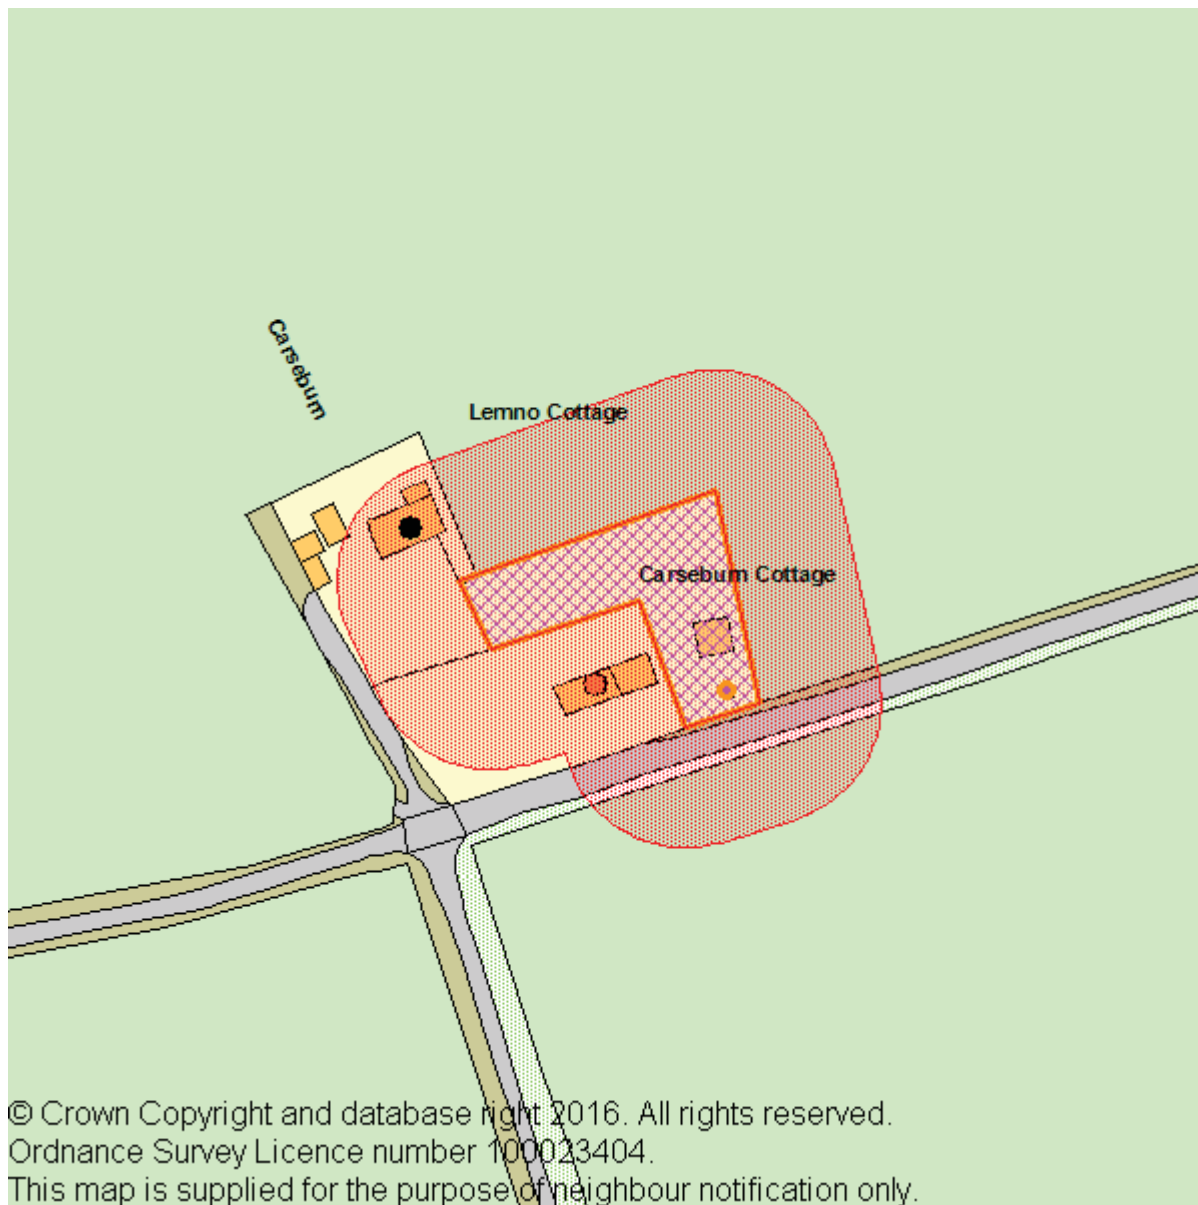 Carseburn
Lemno Cottage
Carseburn Cottage
© Crown Copyright and database right 2016. All rights reserved.
Ordnance Survey Licence number 100023404.
This map is supplied for the purpose of neighbour notification only.